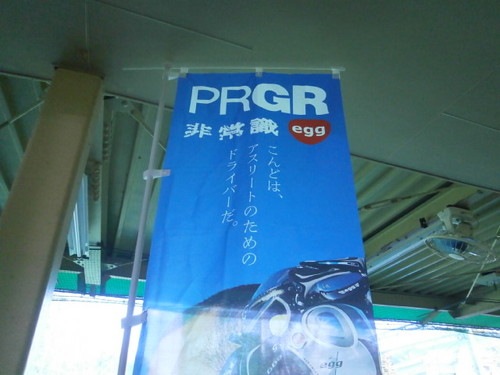 PRGR
非常識 egg
こんどは、
アスリートのための
ドライバーだ。
egg